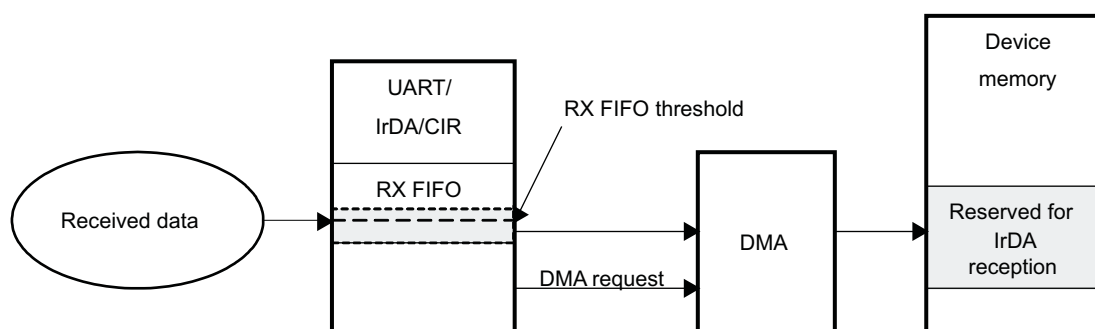 Device
memory
UART/
IrDA/CIR
RX FIFO threshold
RX FIFO
Received data
DMA
DMA request
Reserved for
IrDA
reception